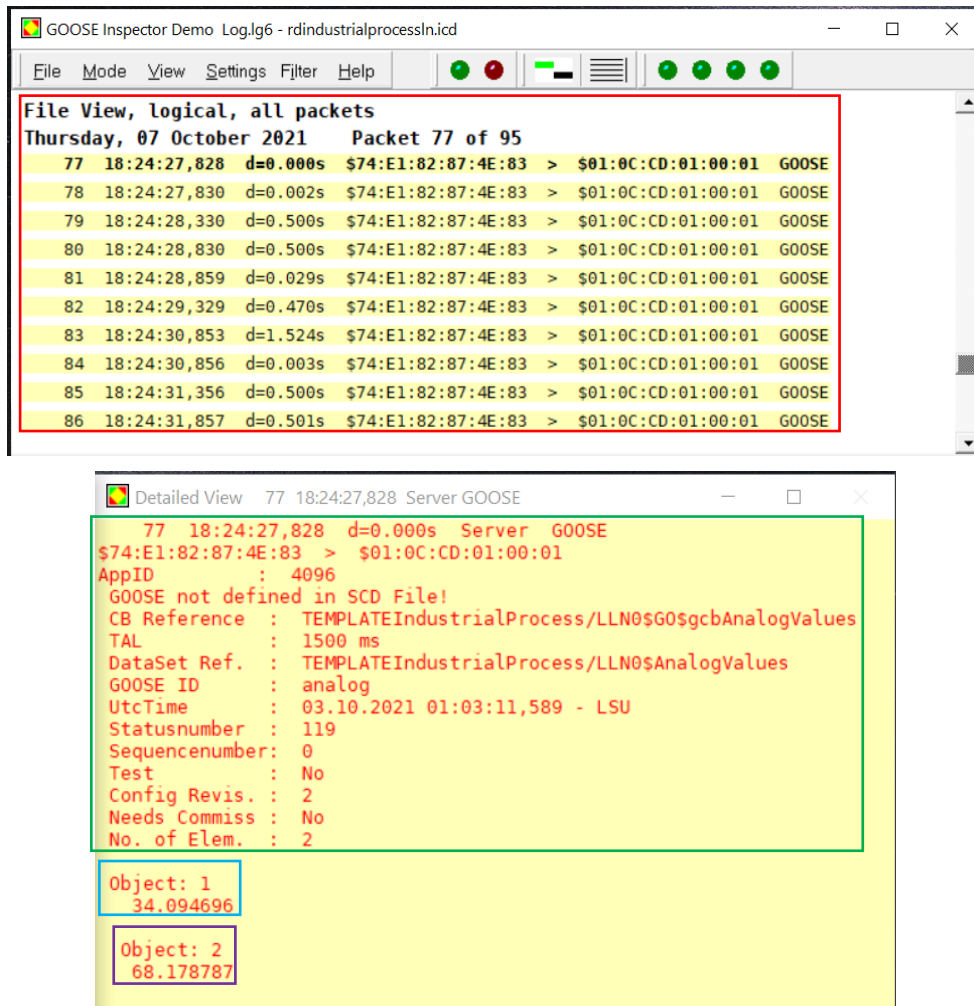 GOOSE Inspector Demo  Log.lg6 - rdindustrialprocessln.icd
File Mode View Settings Filter Help
File View, logical, all packets
Thursday, 07 October 2021    Packet 77 of 95
77  18:24:27,828  d=0.000s  $74:E1:82:87:4E:83  >  $01:0C:CD:01:00:01  GOOSE
78  18:24:27,830  d=0.002s  $74:E1:82:87:4E:83  >  $01:0C:CD:01:00:01  GOOSE
79  18:24:28,330  d=0.500s  $74:E1:82:87:4E:83  >  $01:0C:CD:01:00:01  GOOSE
80  18:24:28,830  d=0.500s  $74:E1:82:87:4E:83  >  $01:0C:CD:01:00:01  GOOSE
81  18:24:28,859  d=0.029s  $74:E1:82:87:4E:83  >  $01:0C:CD:01:00:01  GOOSE
82  18:24:29,329  d=0.470s  $74:E1:82:87:4E:83  >  $01:0C:CD:01:00:01  GOOSE
83  18:24:30,853  d=1.524s  $74:E1:82:87:4E:83  >  $01:0C:CD:01:00:01  GOOSE
84  18:24:30,856  d=0.003s  $74:E1:82:87:4E:83  >  $01:0C:CD:01:00:01  GOOSE
85  18:24:31,356  d=0.500s  $74:E1:82:87:4E:83  >  $01:0C:CD:01:00:01  GOOSE
86  18:24:31,857  d=0.501s  $74:E1:82:87:4E:83  >  $01:0C:CD:01:00:01  GOOSE
Detailed View    77  18:24:27,828  Server GOOSE
77  18:24:27,828  d=0.000s  Server  GOOSE
$74:E1:82:87:4E:83  >  $01:0C:CD:01:00:01
AppID         :  4096
GOOSE not defined in SCD File!
CB Reference  :  TEMPLATEIndustrialProcess/LLN0$GO$gcbAnalogValues
TAL           :  1500 ms
DataSet Ref.  :  TEMPLATEIndustrialProcess/LLN0$AnalogValues
GOOSE ID      :  analog
UtcTime       :  03.10.2021 01:03:11,589 - LSU
Statusnumber  :  119
Sequencenumber:  0
Test          :  No
Config Revis. :  2
Needs Commiss :  No
No. of Elem.  :  2
Object: 1
34.094696
Object: 2
68.178787